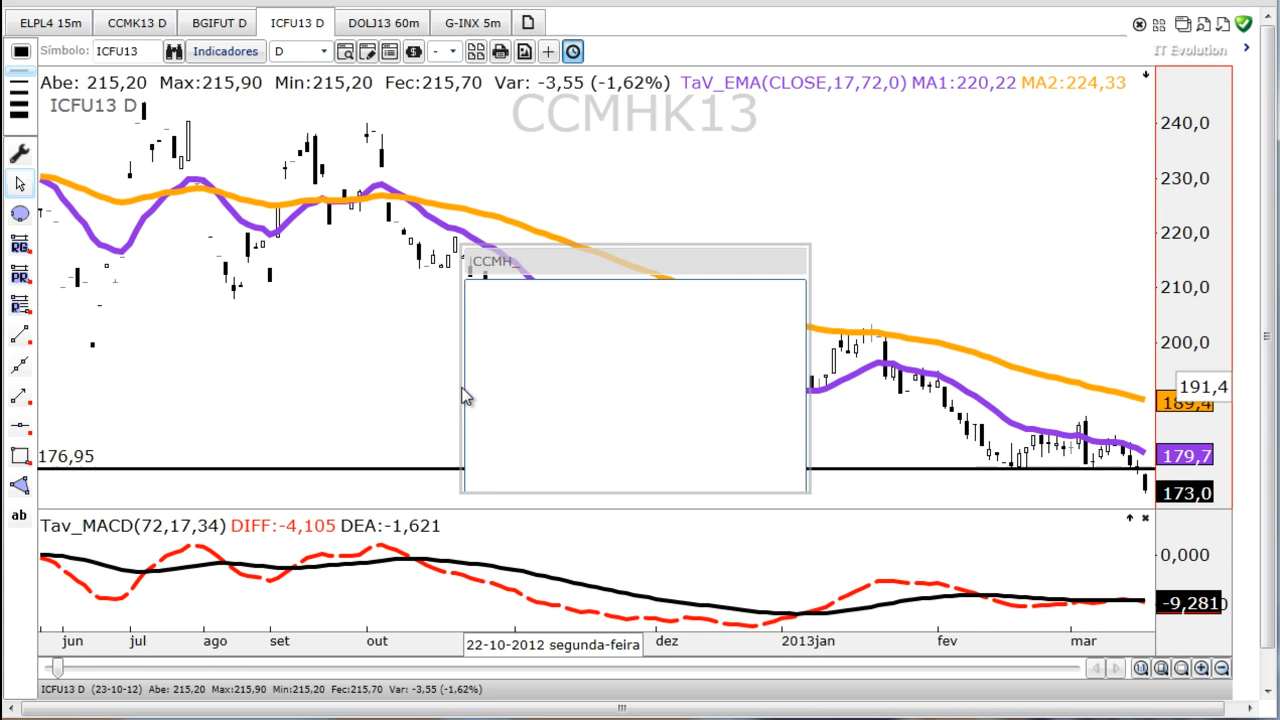 ELPL4 15m CCMK13 D BGIFUT D ICFU13 D DOLJ13 60m G-INX 5m
Símbolo: ICFU13 Indicadores D -
IT Evolution
Abe: 215,20 Max:215,90 Min:215,20 Fec:215,70 Var: -3,55 (-1,62%) TaV_EMA(CLOSE,17,72,0) MA1:220,22 MA2:224,33
ICFU13 D
CCMHK13
240,0
230,0
220,0
210,0
200,0
CCMH_
191,4
189,4
176,95
179,7
173,0
RG
PR
ab
Tav_MACD(72,17,34) DIFF:-4,105 DEA:-1,621
0,000
-9,281
jun jul ago set out 22-10-2012 segunda-feira dez 2013jan fev mar
ICFU13 D (23-10-12) Abe: 215,20 Max:215,90 Min:215,20 Fec:215,70 Var: -3,55 (-1,62%)